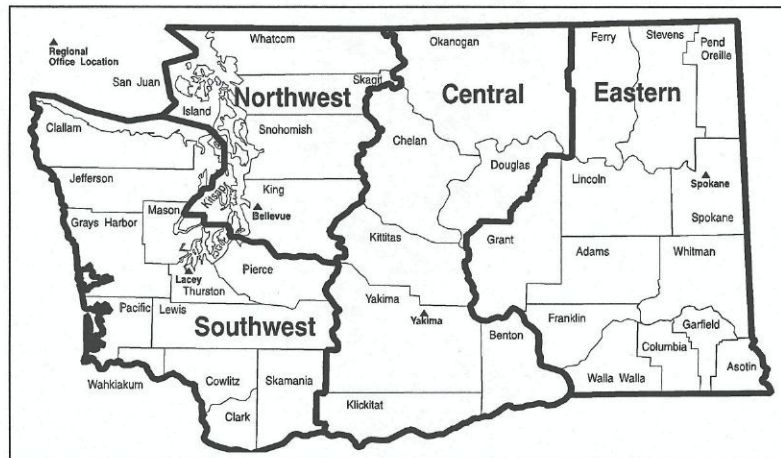 Whatcom
Okanogan
Ferry
Stevens
Pend
Oreille
Regional
Office Location
San Juan
Skagit
Northwest
Central
Eastern
Island
Clallam
Snohomish
Chelan
Douglas
Jefferson
Lincoln
Spokane
Kitsap
King
Mason
Bellevue
Spokane
Grays Harbor
Kittitas
Grant
Adams
Whitman
Pierce
Lacey
Thurston
Yakima
Pacific
Lewis
Yakima
Franklin
Garfield
Southwest
Benton
Columbia
Asotin
Wahkiakum
Cowlitz
Skamania
Walla Walla
Klickitat
Clark